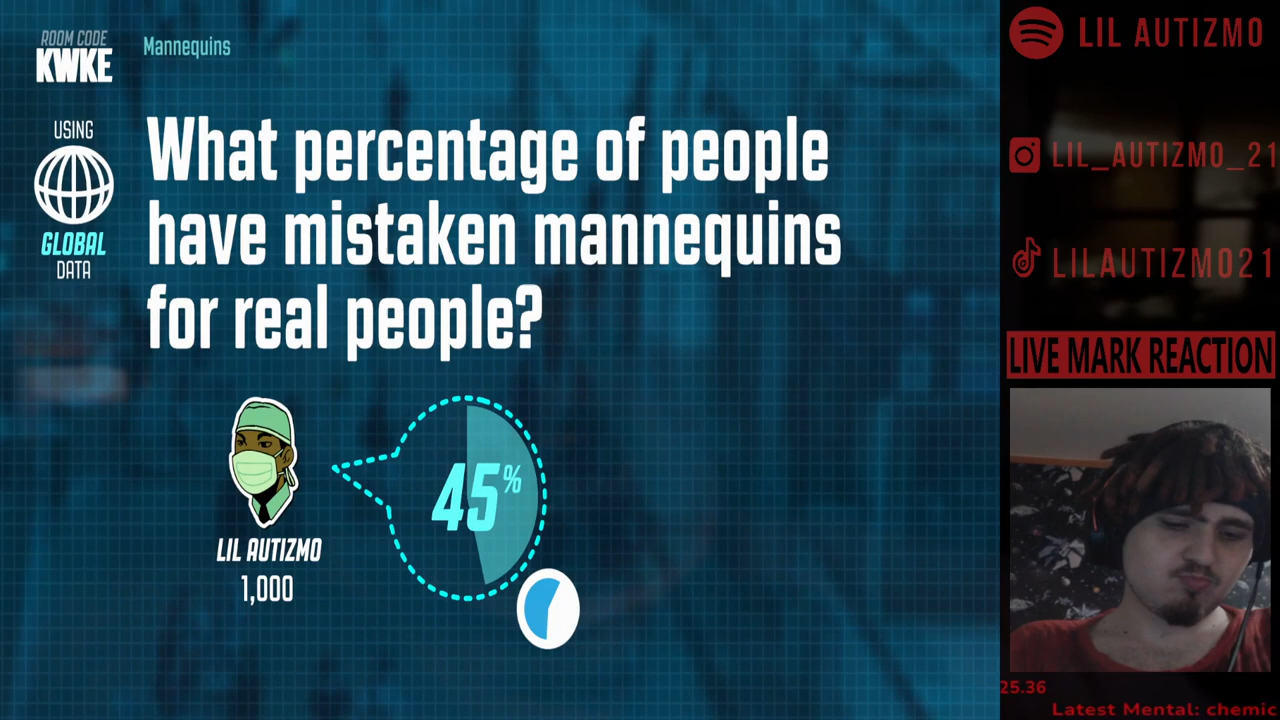 ROOM CODE
KWKE
Mannequins
USING
GLOBAL
DATA
What percentage of people
have mistaken mannequins
for real people?
45%
LIL AUTIZMO
1,000
LIL AUTIZMO
LIL_AUTIZMO_21
LILAUTIZMO21
LIVE MARK REACTION
25.36
Latest Mental: chemic